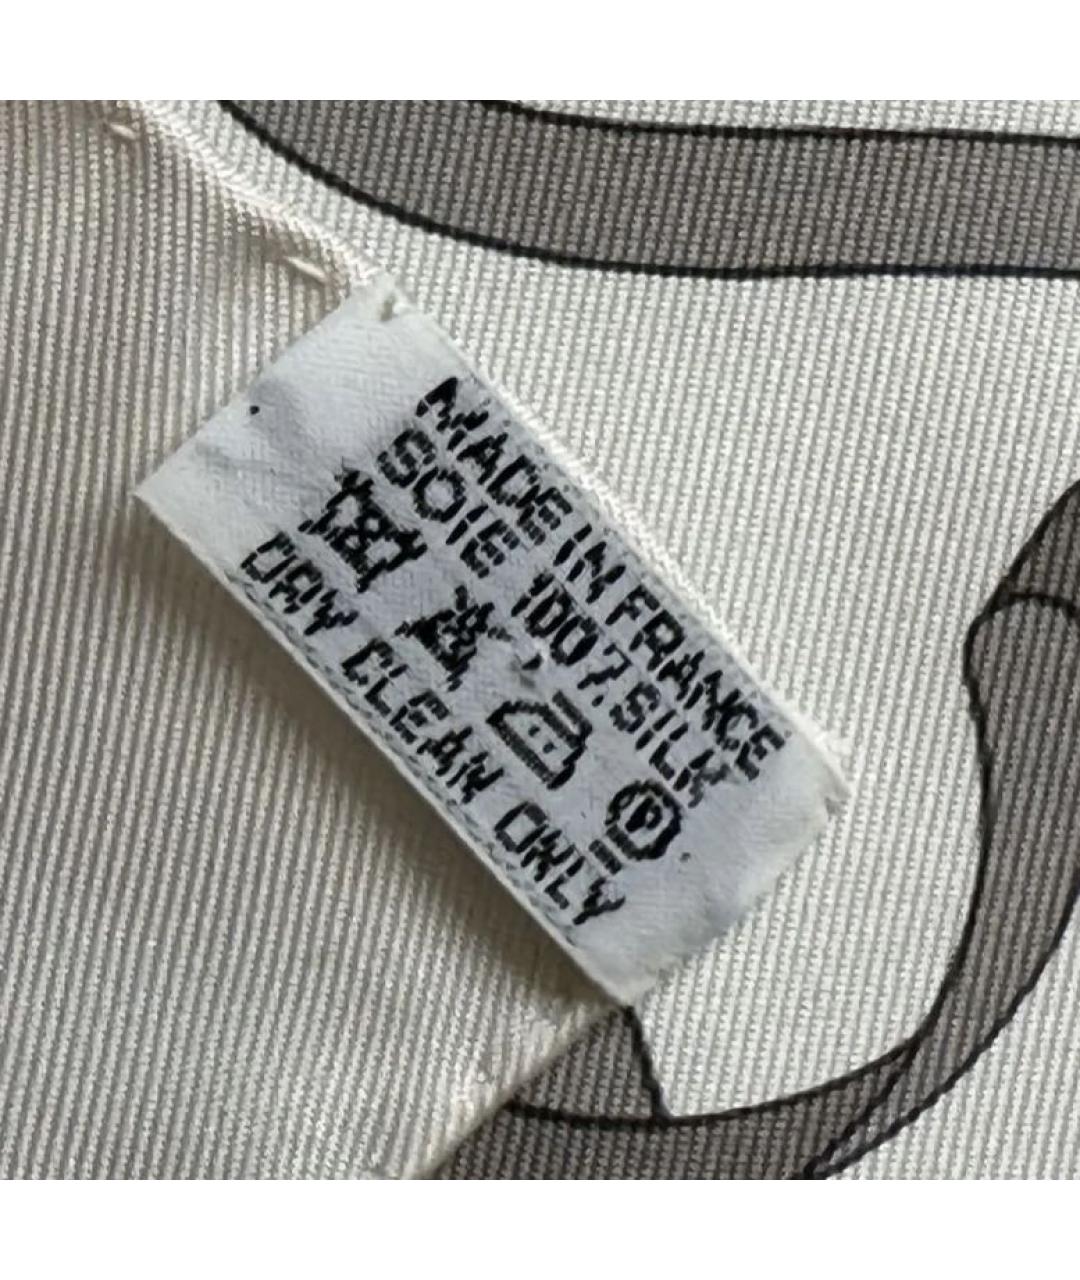 MADE IN FRANCE
SOIE 100% SILK
P
DRY CLEAN ONLY